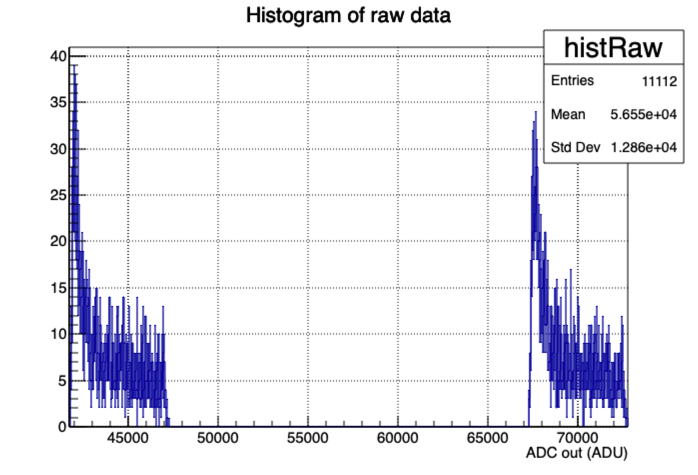 Histogram of raw data
histRaw
Entries 11112
Mean 5.655e+04
Std Dev 1.286e+04
40
35
30
25
20
15
10
5
0
45000 50000 55000 60000 65000 70000
ADC out (ADU)